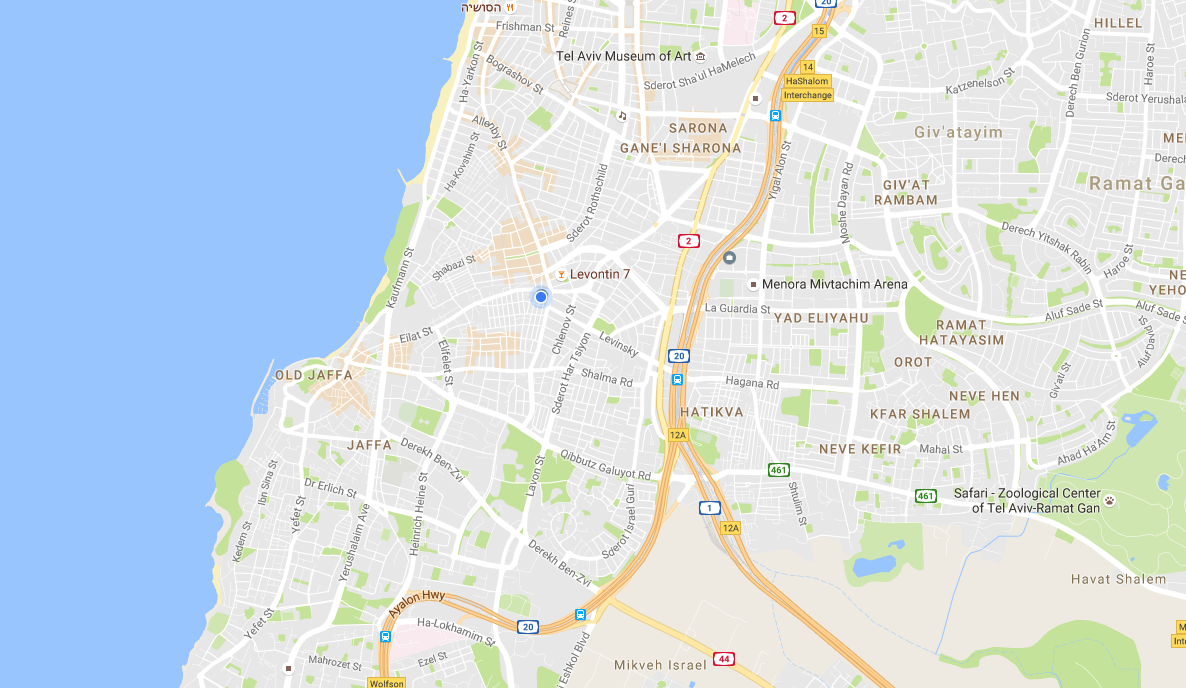 הסושיה
20
2
15
HILLEL
Frishman St
Reines S
Tel Aviv Museum of Art
14
HaShalom
Interchange
Bograshov St
Sderot Sha'ul HaMelech
Katzenelson St
Derech Ben Gurion
Haroe St
Sderot Yerushala
Ha-Yarkon St
Allenby St
SARONA
GANE'I SHARONA
Giv'atayim
ME
Derech
Ha-Kovshim St
Yigal Alon St
Moshe Dayan Rd
GIV'AT
RAMBAM
Ramat Ga
Sderot Rothschild
2
Derech Yitshak Rabin
Haroe St
Kaufmann St
Shabazi St
Levontin 7
Menora Mivtachim Arena
NE
YEHO
La Guardia St
YAD ELIYAHU
Aluf Sade St
Aluf Sade S
Aluf David St
RAMAT
HATAYASIM
Eilat St
Elifelet St
Chlenov St
Levinsky
20
OROT
OLD JAFFA
Sderot Har Tsiyon
Shalma Rd
Hagana Rd
Giv'ati St
NEVE HEN
HATIKVA
KFAR SHALEM
12A
JAFFA
Derech Ben-Zvi
NEVE KEFIR
Mahal St
Ahad Ha'Am St
Qibbutz Galuyot Rd
461
Lavon St
Ibn Sina St
Dr Erlich St
Yefet St
Heinrich Heine St
Yerushalaim Ave
Sderot Israel Guri
Shtulim St
461
Safari - Zoological Center
of Tel Aviv-Ramat Gan
1
12A
Kedem St
Derekh Ben-Zvi
Havat Shalem
Ayalon Hwy
Yefet St
Ha-Lokhamim St
20
M
Inte
Mahrozet St
Ezel St
i Eshkol Blvd
Mikveh Israel
44
Wolfson